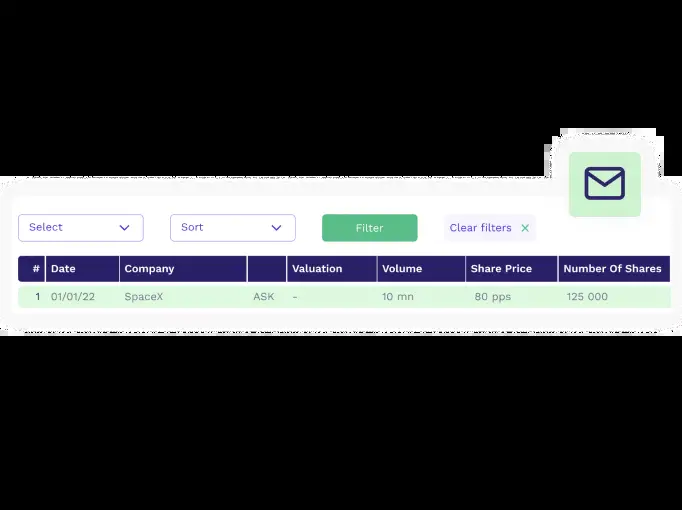 Select Sort Filter Clear filters ×
# Date Company Valuation Volume Share Price Number Of Shares
1 01/01/22 SpaceX ASK - 10 mn 80 pps 125 000